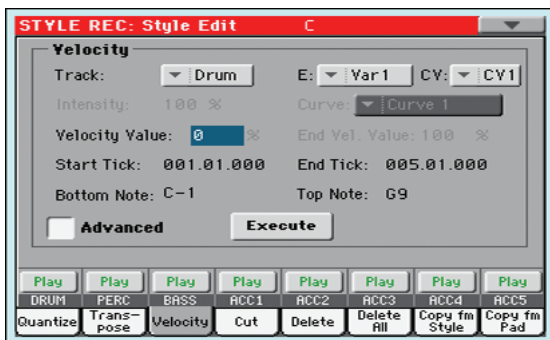 STYLE REC: Style Edit C
Velocity
Track: Drum E: Var1 CV: CV1
Intensity: 100 % Curve: Curve 1
Velocity Value: 0 % End Vel. Value: 100 %
Start Tick: 001.01.000 End Tick: 005.01.000
Bottom Note: C-1 Top Note: G9
Advanced Execute
Play Play Play Play Play Play Play Play
DRUM PERC BASS ACC1 ACC2 ACC3 ACC4 ACC5
Quantize Trans- Velocity Cut Delete Delete Copy fm Copy fm
pose All Style Pad